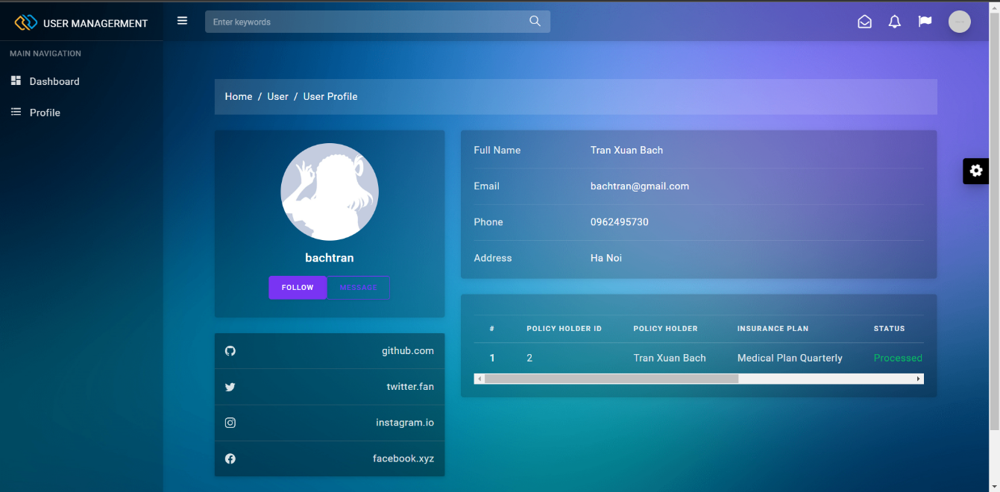 USER MANAGERMENT
Enter keywords
MAIN NAVIGATION
Dashboard
Profile
Home / User / User Profile
bachtran
FOLLOW MESSAGE
github.com
twitter.fan
instagram.io
facebook.xyz
Full Name Tran Xuan Bach
Email bachtran@gmail.com
Phone 0962495730
Address Ha Noi
# POLICY HOLDER ID POLICY HOLDER INSURANCE PLAN STATUS
1 2 Tran Xuan Bach Medical Plan Quarterly Processed